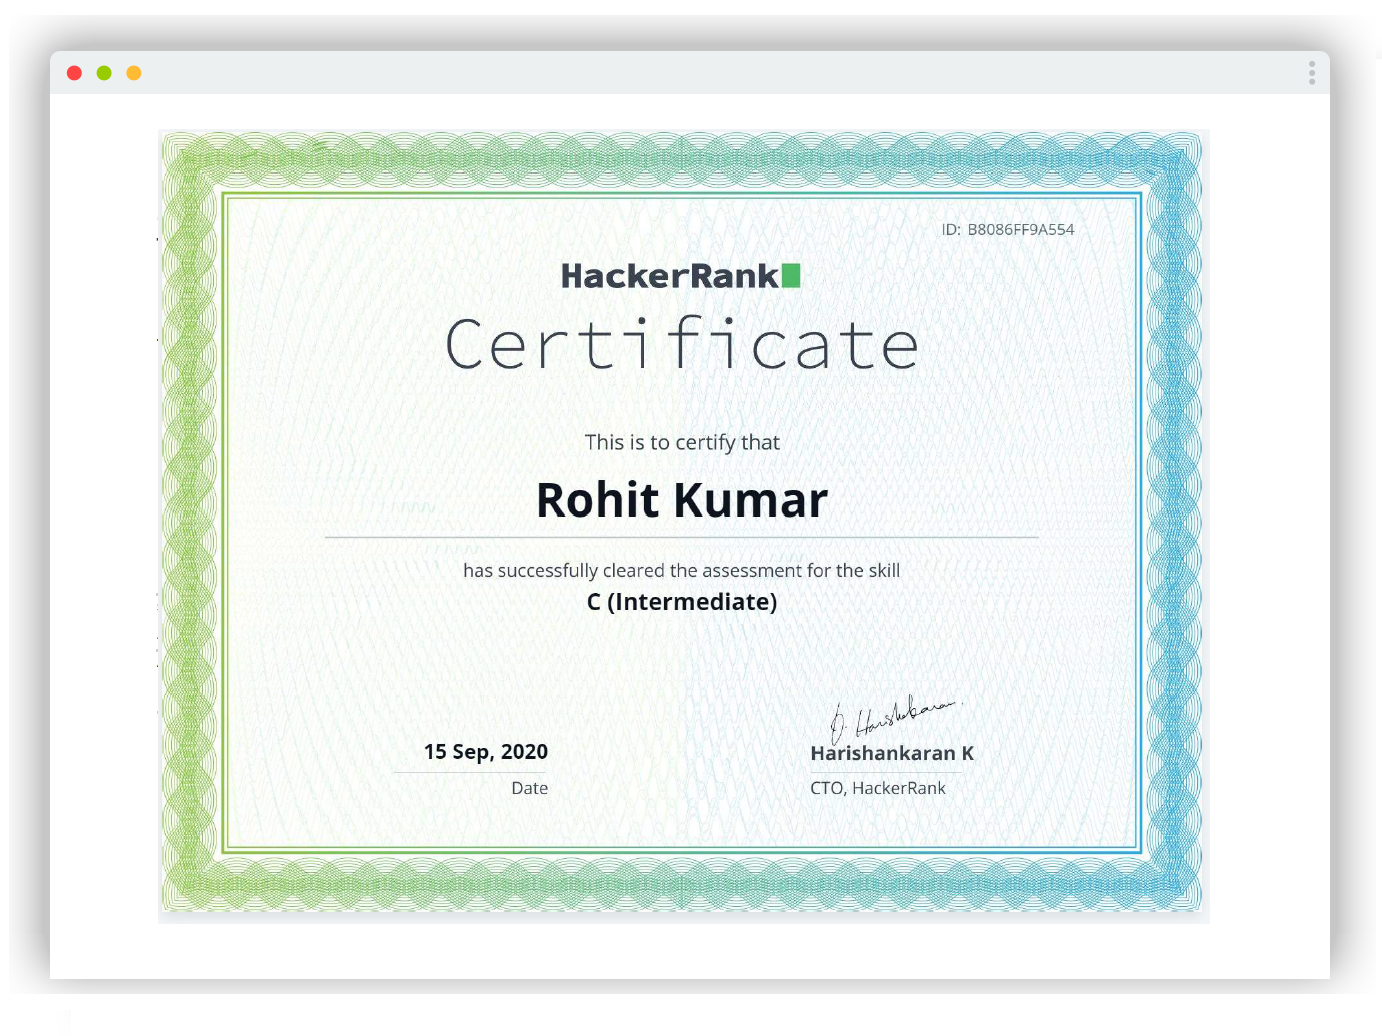 ID: B8086FF9A554
HackerRank
Certificate
This is to certify that
Rohit Kumar
has successfully cleared the assessment for the skill
C (Intermediate)
15 Sep, 2020
Date
D. Harishankaran.
Harishankaran K
CTO, HackerRank